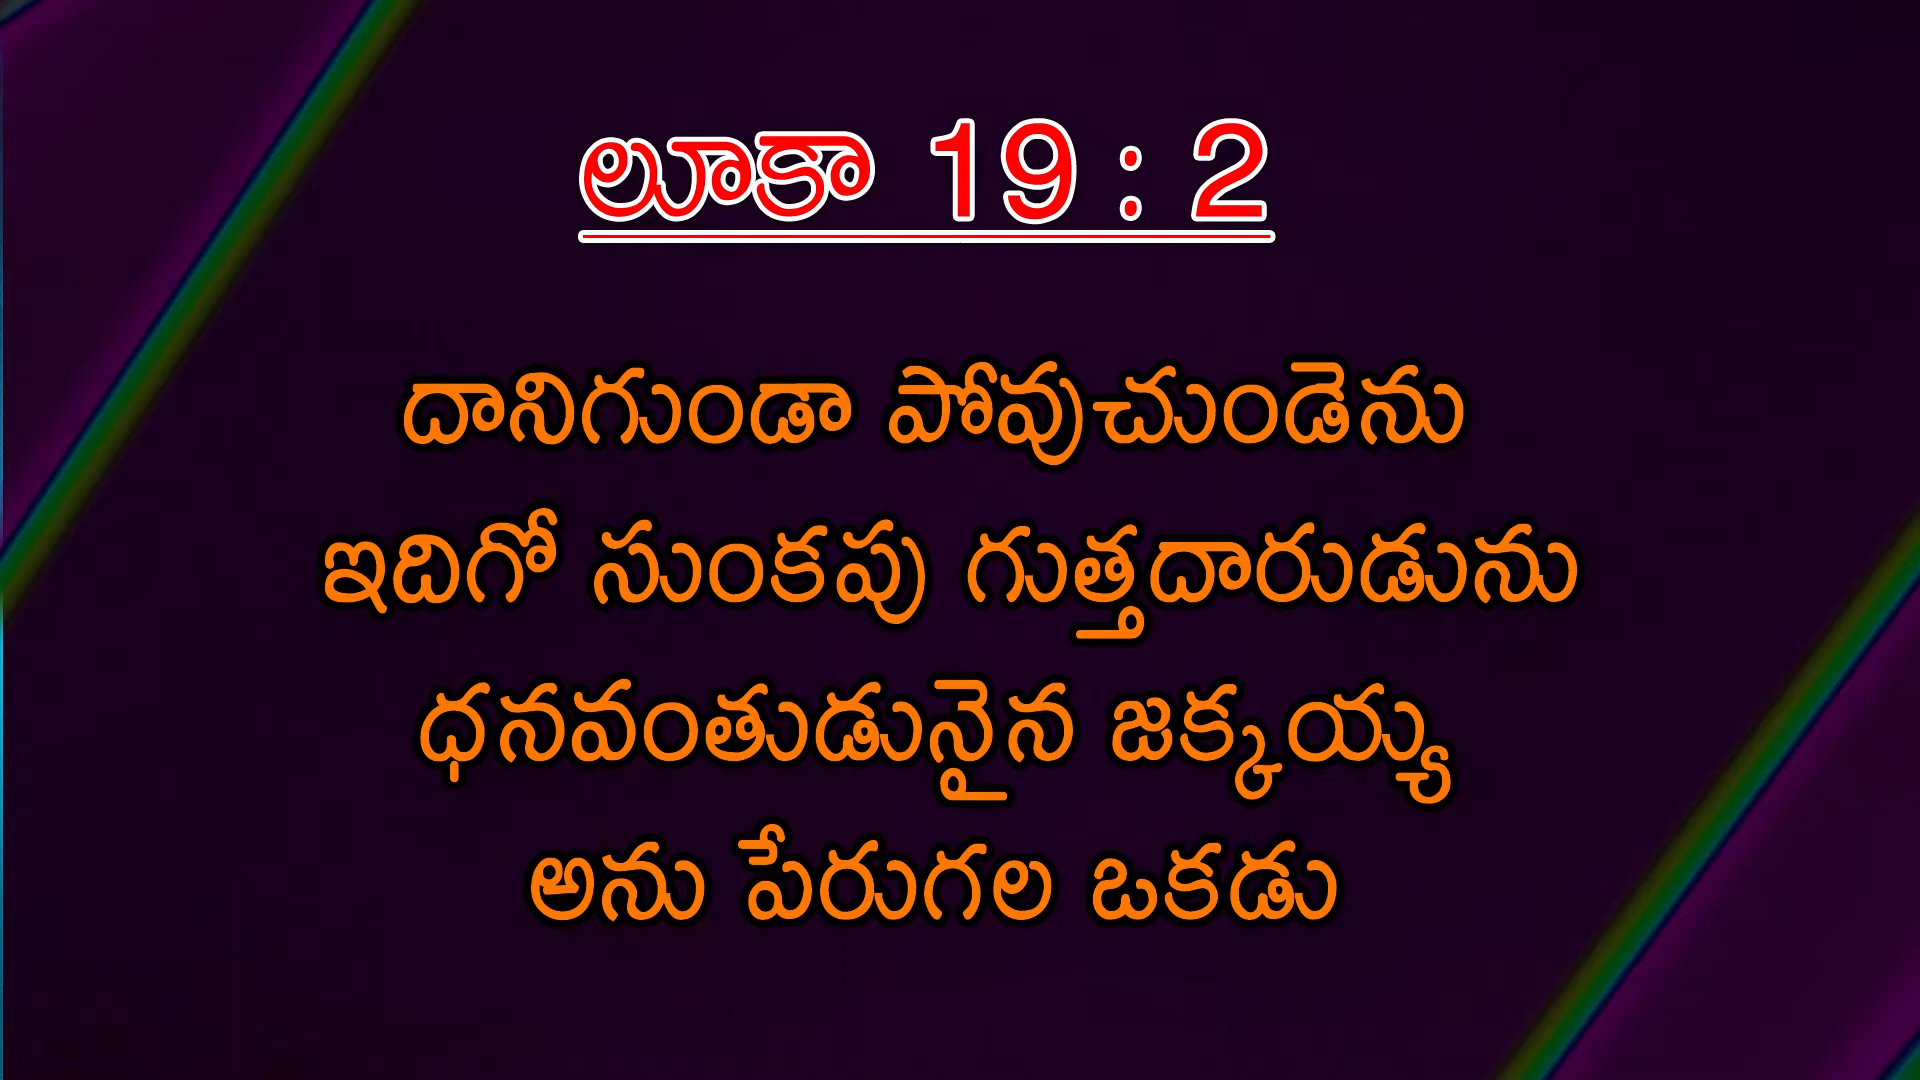 లూకా 19 : 2
దానిగుండా పోవుచుండెను
ఇదిగో సుంకపు గుత్తదారుడును
ధనవంతుడునైన జక్కయ్య
అను పేరుగల ఒకడు